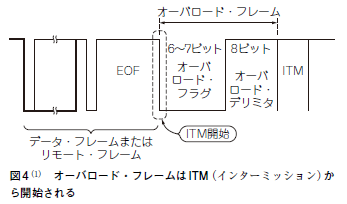 オーバロード・フレーム
6~7ビット
8ビット
EOF
オーバ
ロード・
フラグ
オーバ
ロード・
デリミタ
ITM
ITM開始
データ・フレームまたは
リモート・フレーム
図4(1) オーバロード・フレームはITM(インターミッション)か
ら開始される